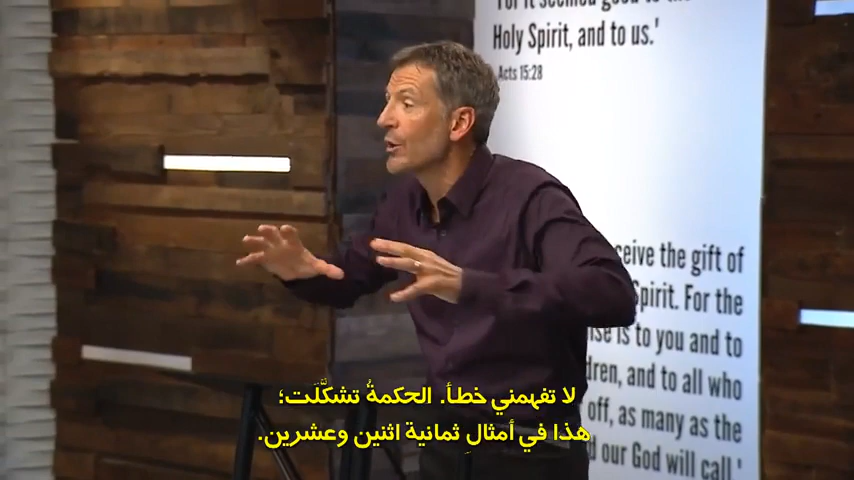 Holy Spirit, and to us.'
Acts 15:28
ceive the gift of
Spirit. For the
is to you and to
dren, and to all who
off, as many as the
our God will call.'
لا تفهمني خطأ. الحكمةُ تشكَّلَت؛
هذا في أمثالِ ثمانية اثنين وعشرين.